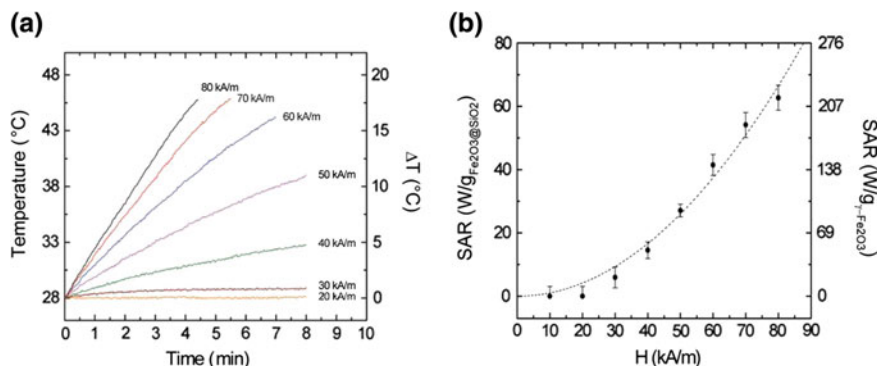 (a)
48
43
38
33
28
Temperature (°C)
20
15
10
5
0
ΔT (°C)
80 kA/m
70 kA/m
60 kA/m
50 kA/m
40 kA/m
30 kA/m
20 kA/m
0 1 2 3 4 5 6 7 8 9 10
Time (min)
(b)
80
60
40
20
0
SAR (W/gFe2O3@SiO2)
276
207
138
69
0
SAR (W/gγ-Fe2O3)
0 10 20 30 40 50 60 70 80 90
H (kA/m)